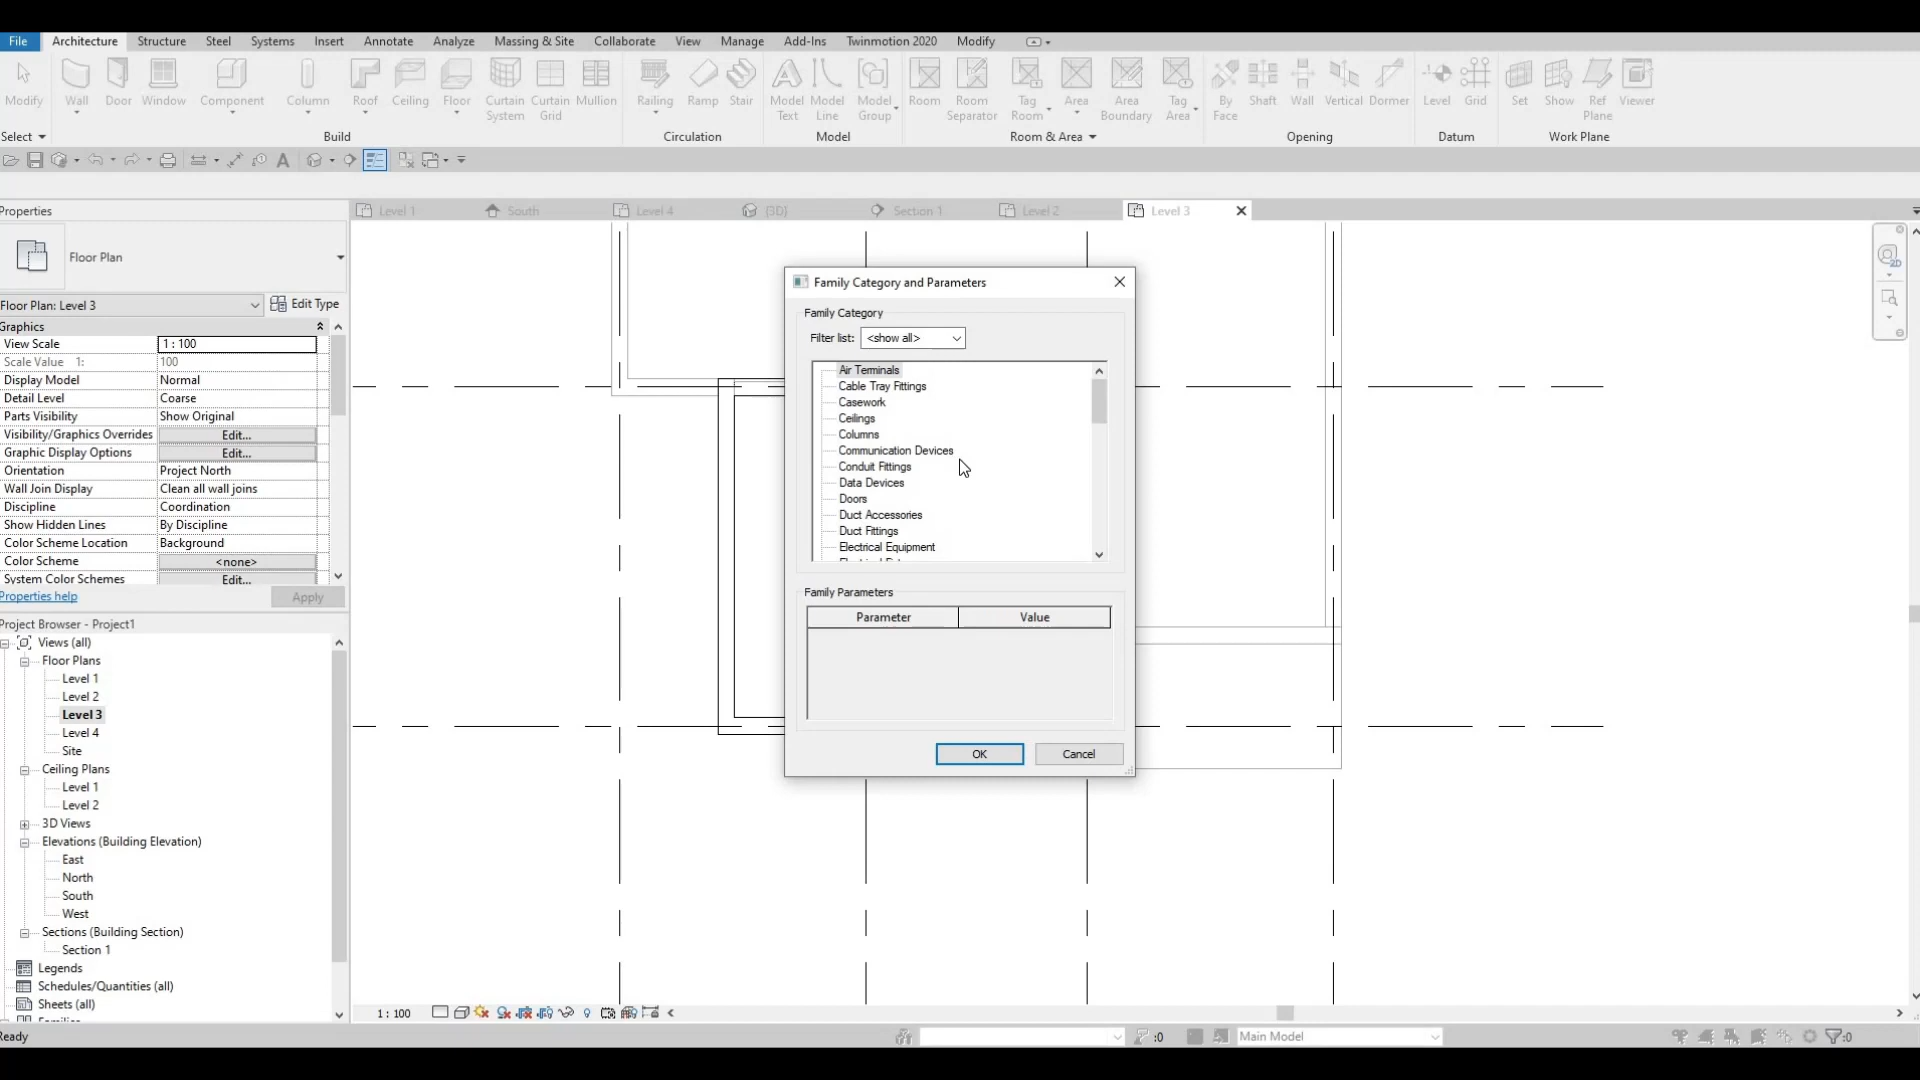 File Architecture Structure Steel Systems Insert Annotate Analyze Massing & Site Collaborate View Manage Add-Ins Twinmotion 2020 Modify
Modify Wall Door Window Component Column Roof Ceiling Floor Curtain System Curtain Grid Mullion Railing Ramp Stair Model Text Model Line Model Group Room Room Separator Tag Room Area Area Boundary Tag Area By Face Shaft Wall Vertical Dormer Level Grid Set Show Ref Plane Viewer
Select Build Circulation Model Room & Area Opening Datum Work Plane
Properties
Level 1 South Level 4 {3D} Section 1 Level 2 Level 3
Floor Plan
Floor Plan: Level 3 Edit Type
Graphics
View Scale 1 : 100
Scale Value 1: 100
Display Model Normal
Detail Level Coarse
Parts Visibility Show Original
Visibility/Graphics Overrides Edit...
Graphic Display Options Edit...
Orientation Project North
Wall Join Display Clean all wall joins
Discipline Coordination
Show Hidden Lines By Discipline
Color Scheme Location Background
Color Scheme <none>
System Color Schemes Edit...
Properties help Apply
Project Browser - Project1
Views (all)
Floor Plans
Level 1
Level 2
Level 3
Level 4
Site
Ceiling Plans
Level 1
Level 2
3D Views
Elevations (Building Elevation)
East
North
South
West
Sections (Building Section)
Section 1
Legends
Schedules/Quantities (all)
Sheets (all)
Family Category and Parameters
Family Category
Filter list: <show all>
Air Terminals
Cable Tray Fittings
Casework
Ceilings
Columns
Communication Devices
Conduit Fittings
Data Devices
Doors
Duct Accessories
Duct Fittings
Electrical Equipment
Family Parameters
Parameter Value
OK Cancel
2D
1 : 100
Ready :0 Main Model :0